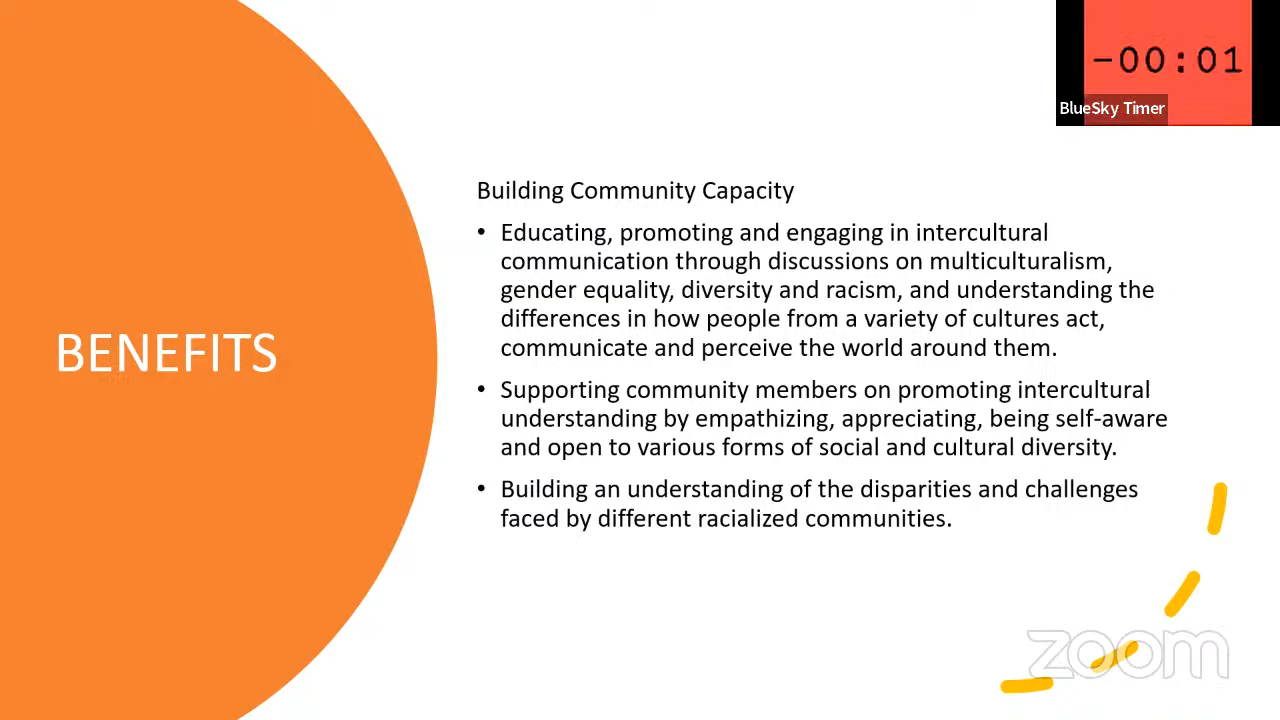 -00:01
BlueSky Timer
Building Community Capacity
• Educating, promoting and engaging in intercultural
communication through discussions on multiculturalism,
gender equality, diversity and racism, and understanding the
differences in how people from a variety of cultures act,
communicate and perceive the world around them.
BENEFITS
• Supporting community members on promoting intercultural
understanding by empathizing, appreciating, being self-aware
and open to various forms of social and cultural diversity.
• Building an understanding of the disparities and challenges
faced by different racialized communities.
zoom